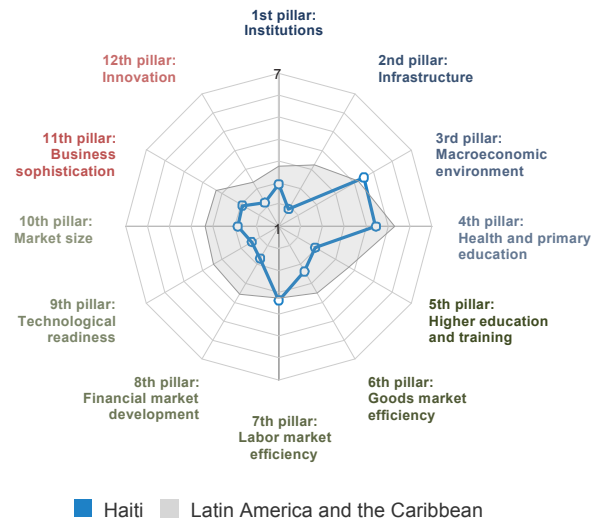 1st pillar:
Institutions
2nd pillar:
Infrastructure
3rd pillar:
Macroeconomic
environment
4th pillar:
Health and primary
education
5th pillar:
Higher education
and training
6th pillar:
Goods market
efficiency
7th pillar:
Labor market
efficiency
8th pillar:
Financial market
development
9th pillar:
Technological
readiness
10th pillar:
Market size
11th pillar:
Business
sophistication
12th pillar:
Innovation
7
1
Haiti
Latin America and the Caribbean